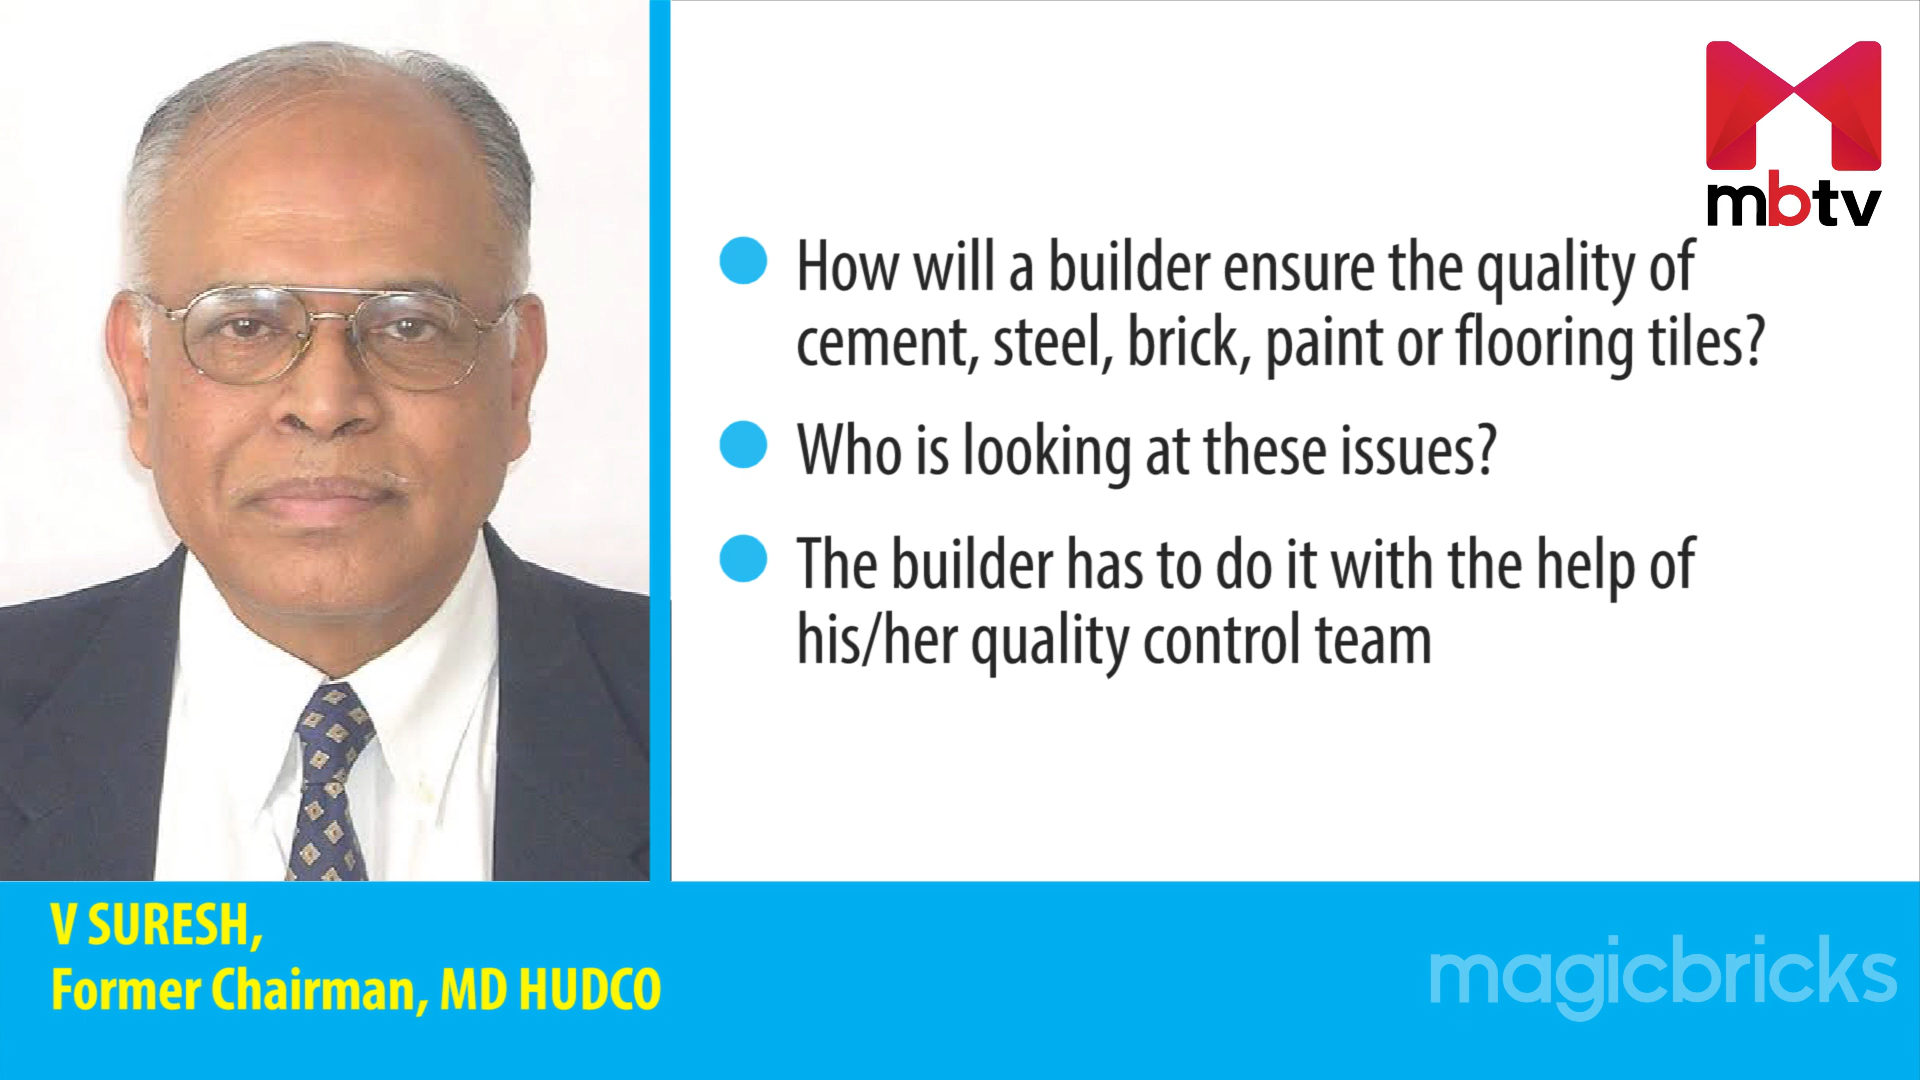 mbtv
How will a builder ensure the quality of
cement, steel, brick, paint or flooring tiles?
Who is looking at these issues?
The builder has to do it with the help of
his/her quality control team
V SURESH,
Former Chairman, MD HUDCO
magicbricks